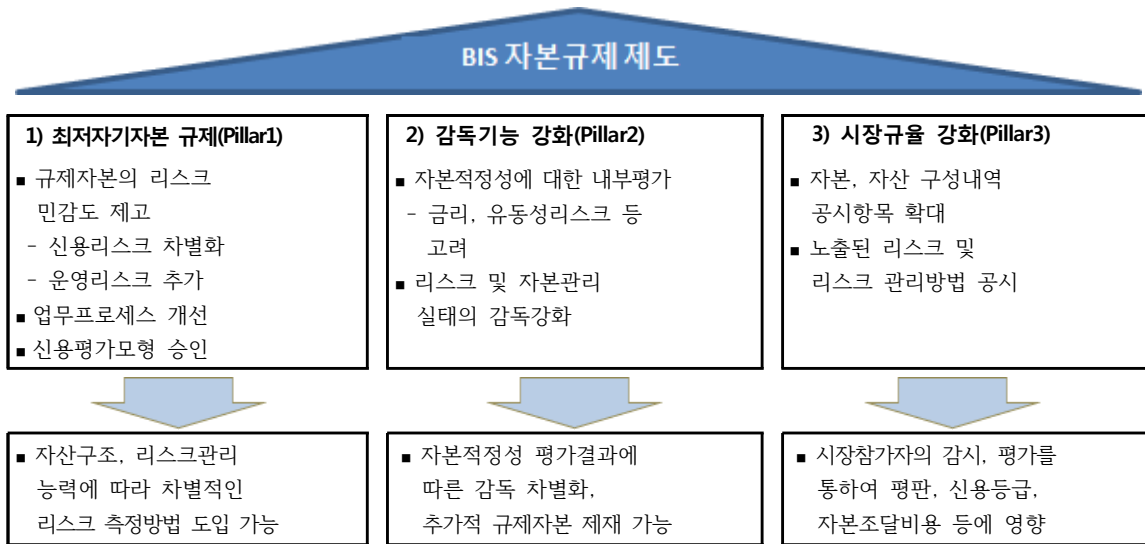 BIS 자본규제 제도
1) 최저자기자본 규제(Pillar1)
■ 규제자본의 리스크
민감도 제고
- 신용리스크 차별화
- 운영리스크 추가
■ 업무프로세스 개선
■ 신용평가모형 승인
2) 감독기능 강화(Pillar2)
■ 자본적정성에 대한 내부평가
- 금리, 유동성리스크 등
고려
■ 리스크 및 자본관리
실태의 감독강화
3) 시장규율 강화(Pillar3)
■ 자본, 자산 구성내역
공시항목 확대
■ 노출된 리스크 및
리스크 관리방법 공시
■ 자산구조, 리스크관리
능력에 따라 차별적인
리스크 측정방법 도입 가능
■ 자본적정성 평가결과에
따른 감독 차별화,
추가적 규제자본 제재 가능
■ 시장참가자의 감시, 평가를
통하여 평판, 신용등급,
자본조달비용 등에 영향